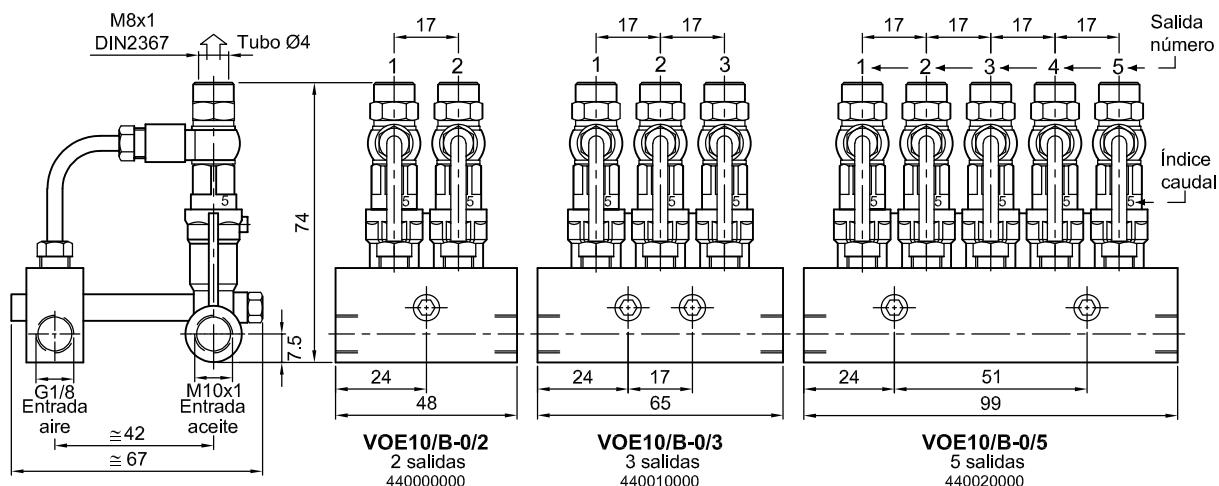 M8x1
DIN2367
Tubo Ø4
17
17
17
17
17
17
17
Salida
número
1
2
1
2
3
1
2
3
4
5
Índice
caudal
5
5
5
5
5
5
5
5
5
5
5
74
7.5
G1/8
Entrada
aire
M10x1
Entrada
aceite
≅ 42
≅ 67
24
48
24
17
65
24
51
99
VOE10/B-0/2
2 salidas
440000000
VOE10/B-0/3
3 salidas
440010000
VOE10/B-0/5
5 salidas
440020000